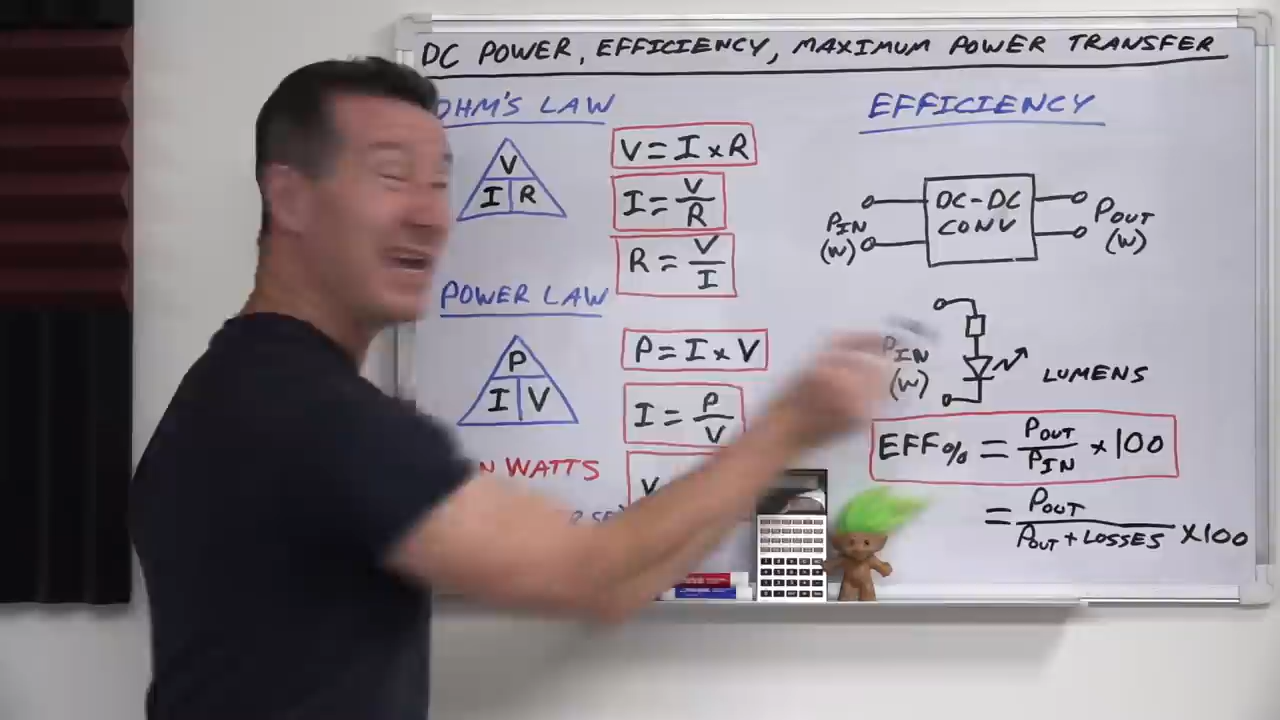 DC POWER, EFFICIENCY, MAXIMUM POWER TRANSFER
OHM'S LAW
V
I R
V = I x R
I = V/R
R = V/I
POWER LAW
P
I V
P = I x V
I = P/V
V
WATTS
EFFICIENCY
PIN
(W)
DC-DC
CONV
POUT
(W)
PIN
(W)
LUMENS
EFF% = POUT/PIN x 100
= POUT/POUT + LOSSES x 100